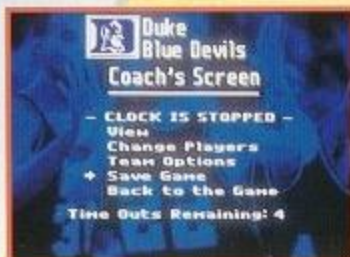 Duke
Blue Devils
Coach's Screen
- CLOCK IS STOPPED -
View
Change Players
Team Options
Save Game
Back to the Game
Time Outs Remaining: 4